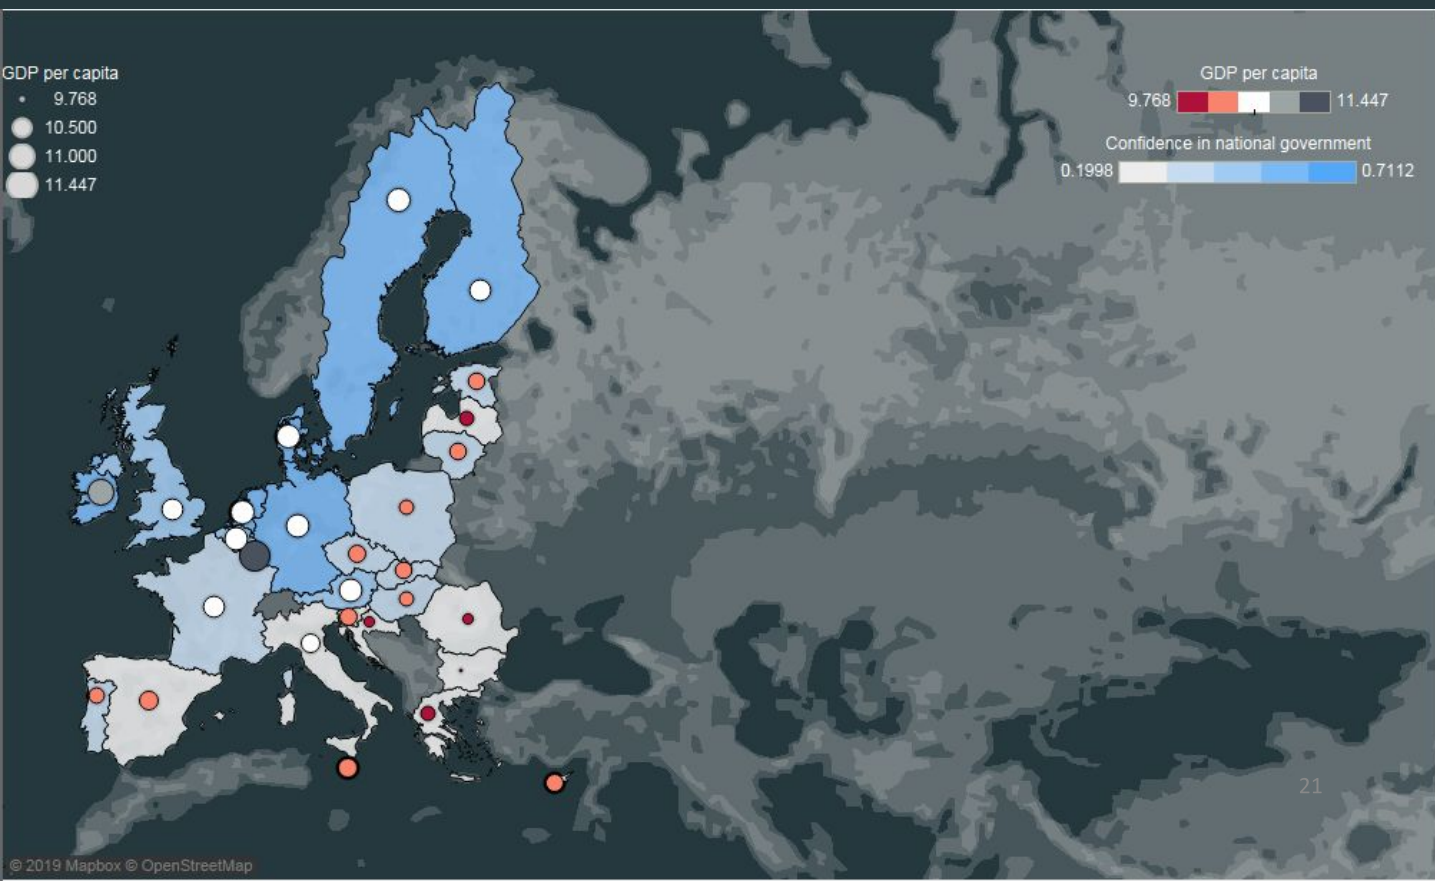 GDP per capita
9.768
10.500
11.000
11.447
GDP per capita
9.768 11.447
Confidence in national government
0.1998 0.7112
21
© 2019 Mapbox © OpenStreetMap